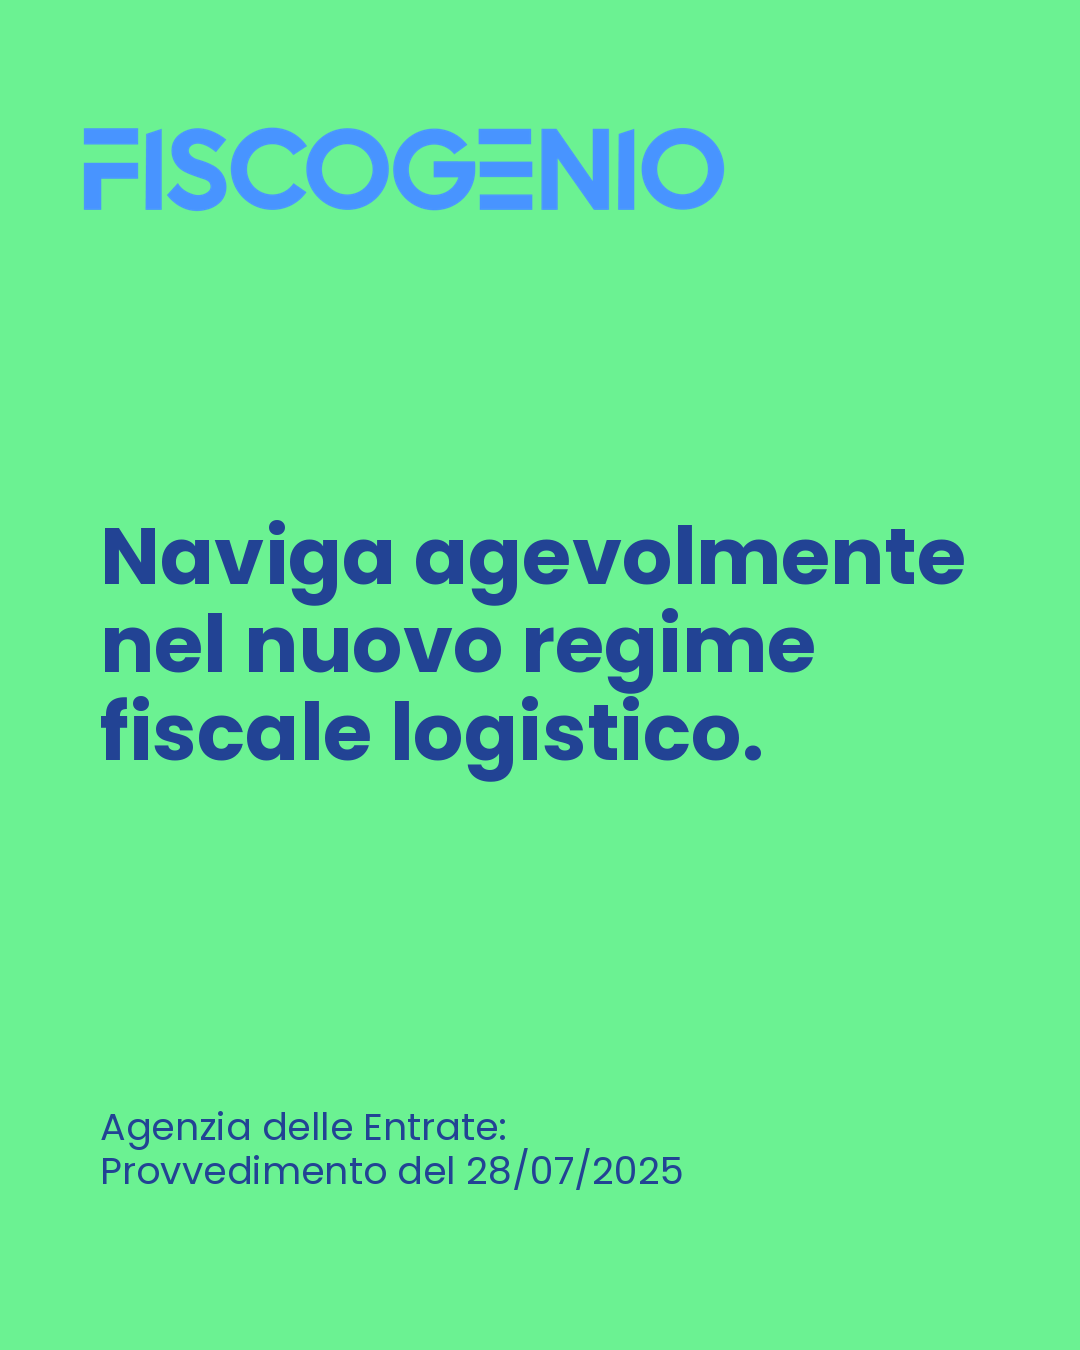 FISCOGENIO
Naviga agevolmente
nel nuovo regime
fiscale logistico.
Agenzia delle Entrate:
Provvedimento del 28/07/2025